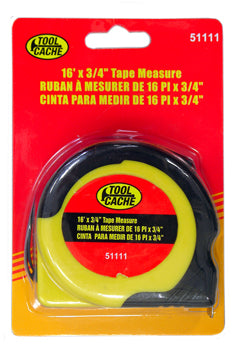 TOOL CACHE
51111
16' x 3/4" Tape Measure
RUBAN À MESURER DE 16 PI x 3/4"
CINTA PARA MEDIR DE 16 PI x 3/4"
TOOL
CACHE
16' x 3/4" Tape Measure
RUBAN À MESURER DE 16 PI x 3/4"
CINTA PARA MEDIR DE 16 PI x 3/4"
51111